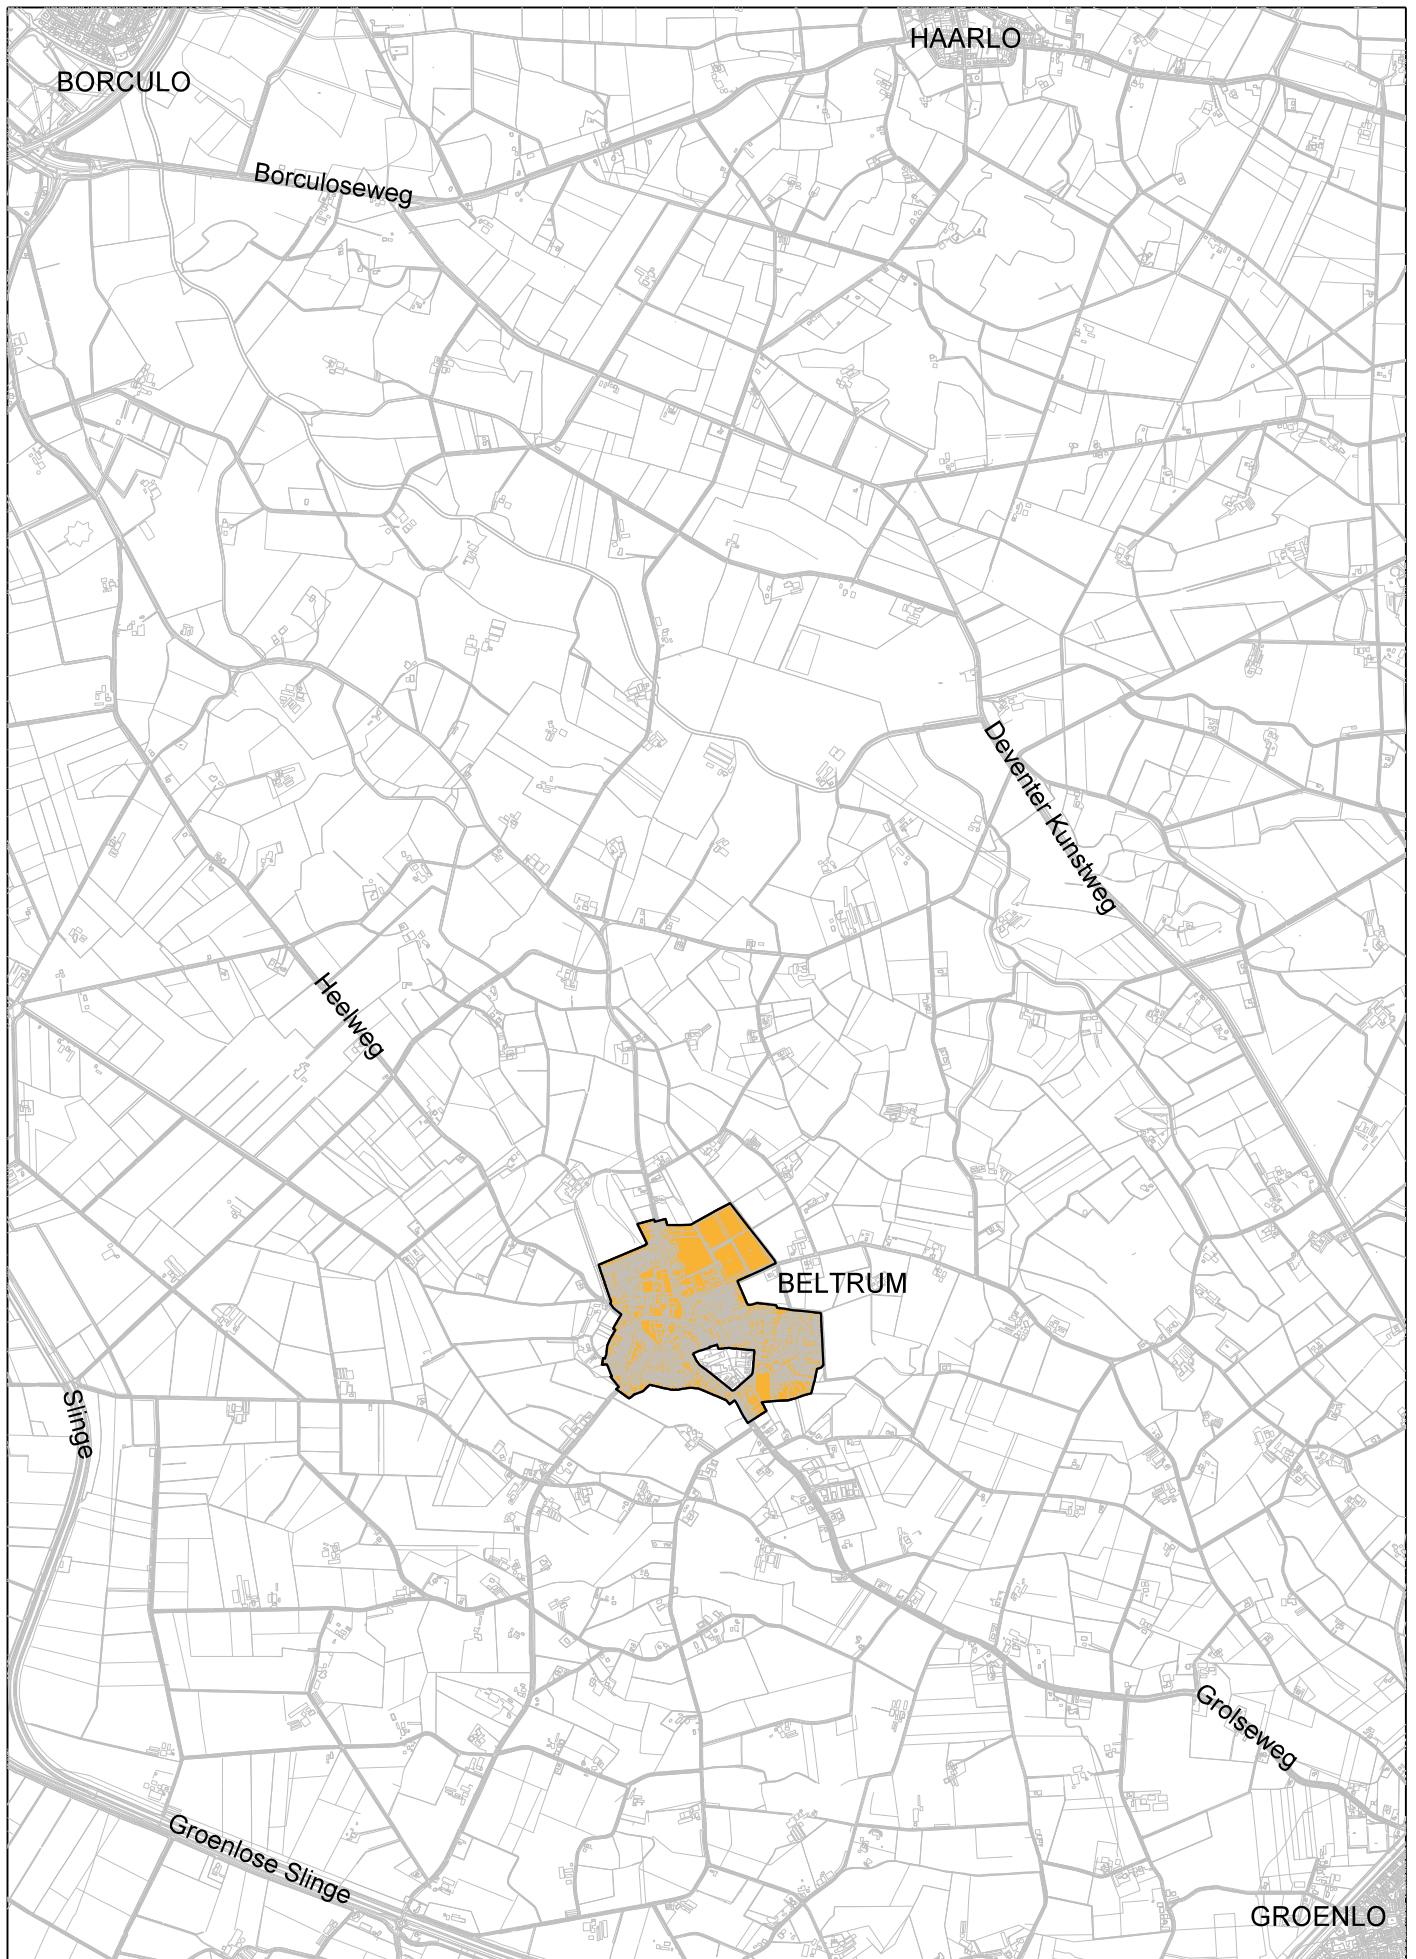 HAARLO
BORCULO
Borculoseweg
Deventer Kunstweg
Heelweg
BELTRUM
Slinge
Grolseweg
Groenlose Slinge
GROENLO